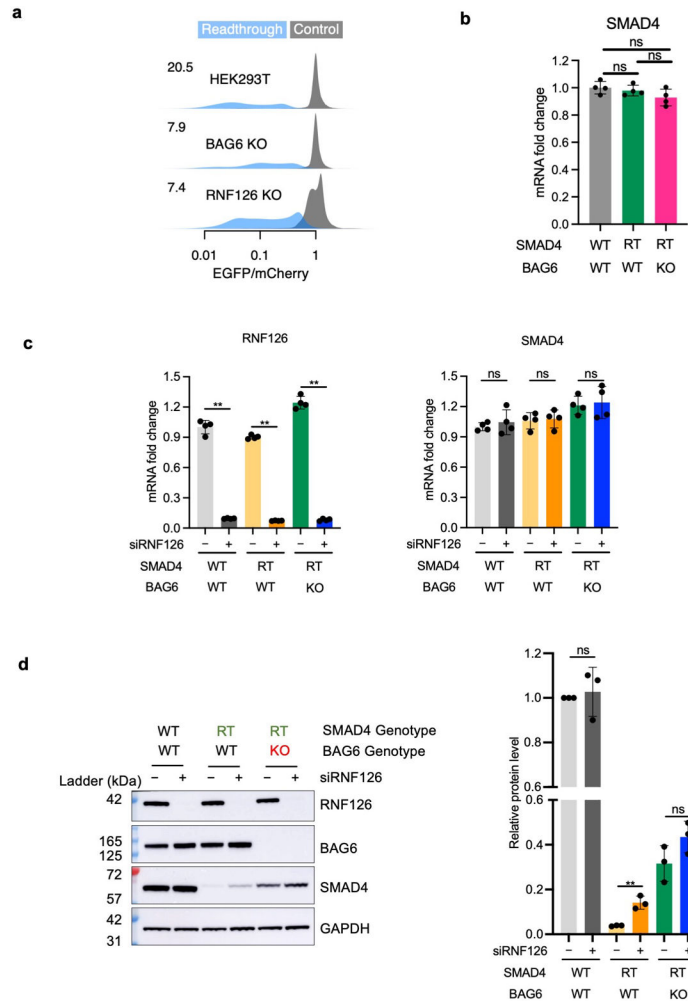 a
Readthrough Control
20.5
HEK293T
7.9
BAG6 KO
7.4
RNF126 KO
0.01 0.1 1
EGFP/mCherry
b
SMAD4
ns
ns ns
mRNA fold change
1.2
1.0
0.8
0.6
0.4
0.2
0.0
SMAD4 WT RT RT
BAG6 WT WT KO
c
RNF126
mRNA fold change
1.5
1.2
0.9
0.6
0.3
0.0
** ** **
siRNF126 – + – + – +
SMAD4 WT RT RT
BAG6 WT WT KO
SMAD4
mRNA fold change
1.5
1.2
0.9
0.6
0.3
0.0
ns ns ns
siRNF126 – + – + – +
SMAD4 WT RT RT
BAG6 WT WT KO
d
WT RT RT SMAD4 Genotype
WT WT KO BAG6 Genotype
Ladder (kDa) – + – + – + siRNF126
42 RNF126
165
125 BAG6
72
57 SMAD4
42
31 GAPDH
Relative protein level
1.2
1.0
0.8
0.6
0.6
0.4
0.2
0.0
ns
**
ns
siRNF126 – + – + – +
SMAD4 WT RT RT
BAG6 WT WT KO